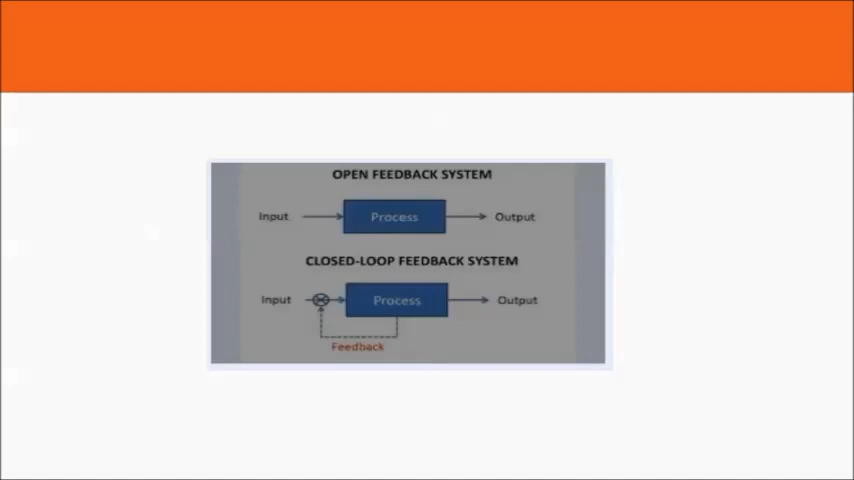 OPEN FEEDBACK SYSTEM
Input Process Output
CLOSED-LOOP FEEDBACK SYSTEM
Input Process Output
Feedback